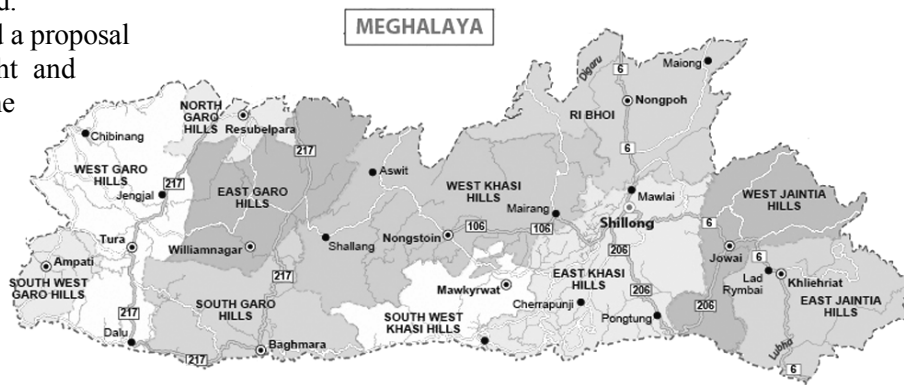 d.
d a proposal
ht and
ne
MEGHALAYA
Digaru
6
Maiong
NORTH
GARO
HILLS
Resubelpara
Nongpoh
RI BHOI
Chibinang
217
6
WEST GARO
HILLS
Aswit
217
Jengjal
EAST GARO
HILLS
WEST KHASI
HILLS
Mawlai
WEST JAINTIA
HILLS
Mairang
Shillong
6
106
106
Tura
Williamnagar
Shallang
Nongstoin
206
Jowai
6
Ampati
SOUTH WEST
GARO HILLS
217
Mawkyrwat
EAST KHASI
HILLS
206
Lad
Rymbai
Khliehriat
Cherrapunji
EAST JAINTIA
HILLS
SOUTH GARO
HILLS
217
SOUTH WEST
KHASI HILLS
Pongtung
206
Dalu
Baghmara
217
Lubha
6